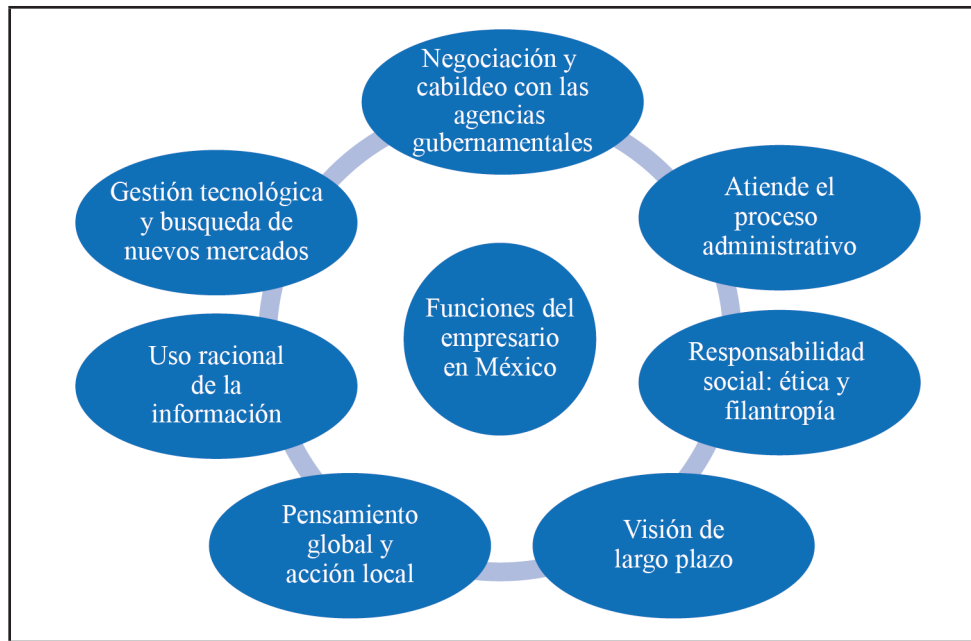 Negociación y
cabildeo con las
agencias
gubernamentales
Atiende el
proceso
administrativo
Responsabilidad
social: ética y
filantropía
Visión de
largo plazo
Pensamiento
global y
acción local
Uso racional
de la
información
Gestión tecnológica
y busqueda de
nuevos mercados
Funciones del
empresario
en México